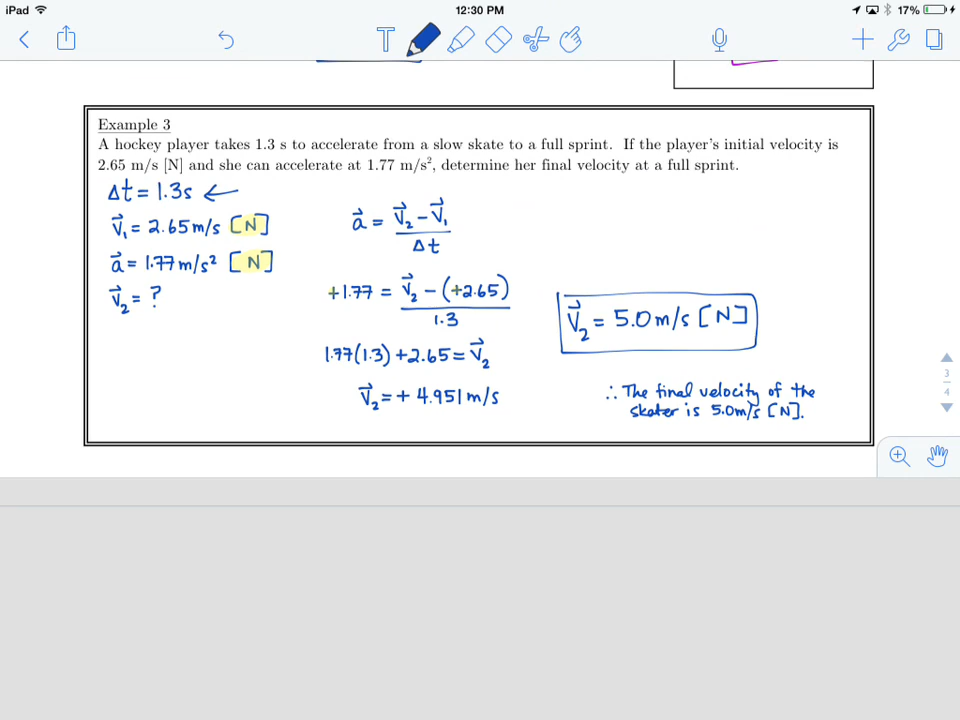 iPad 12:30 PM 17%
T
Example 3
A hockey player takes 1.3 s to accelerate from a slow skate to a full sprint. If the player's initial velocity is
2.65 m/s [N] and she can accelerate at 1.77 m/s², determine her final velocity at a full sprint.
Δt = 1.3s ←
v⃗₁ = 2.65 m/s [N]
a⃗ = 1.77 m/s² [N]
v⃗₂ = ?
a⃗ = (v⃗₂ - v⃗₁) / Δt
+1.77 = (v⃗₂ - (+2.65)) / 1.3
1.77(1.3) + 2.65 = v⃗₂
v⃗₂ = + 4.951 m/s
v⃗₂ = 5.0 m/s [N]
∴ The final velocity of the
skater is 5.0 m/s [N].
3
4